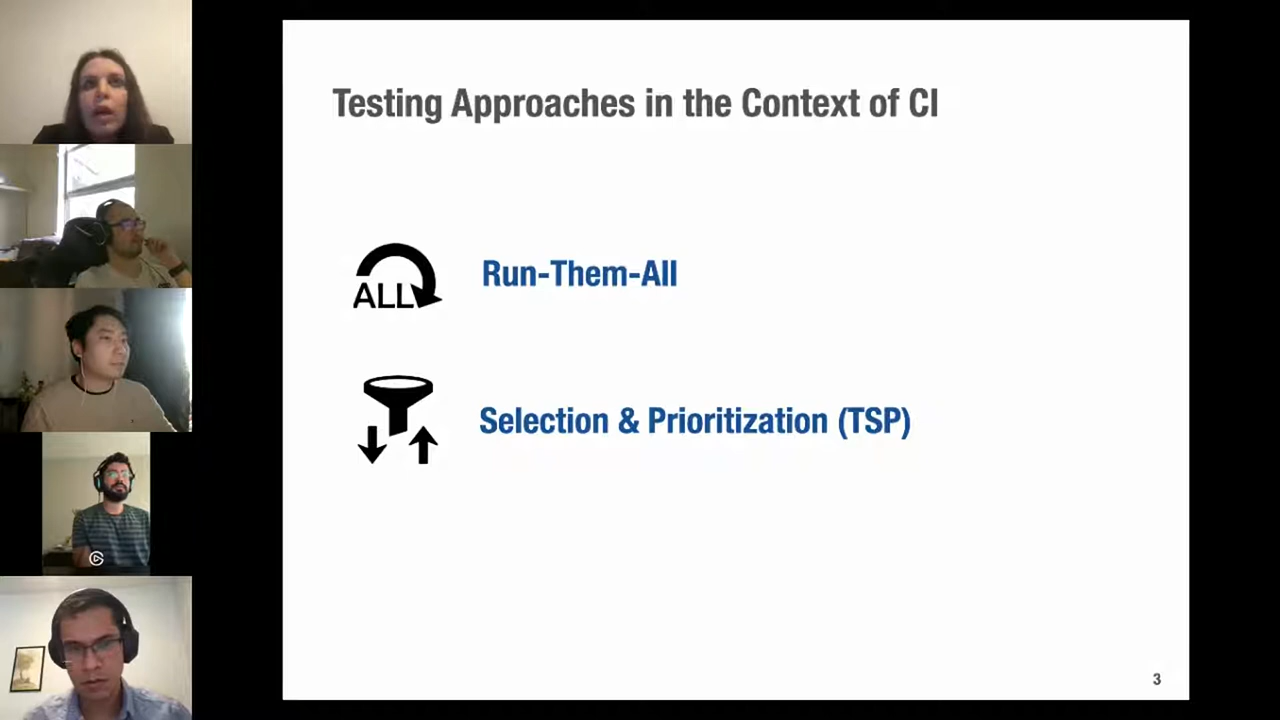 Testing Approaches in the Context of CI
ALL
Run-Them-All
Selection & Prioritization (TSP)
3